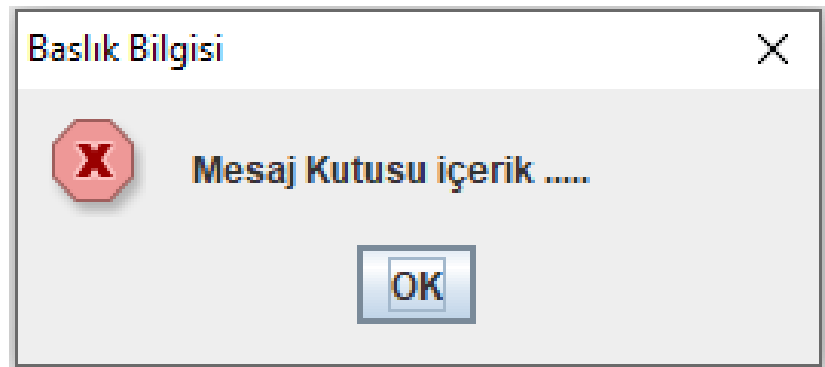 Baslık Bilgisi
Mesaj Kutusu içerik .....
OK